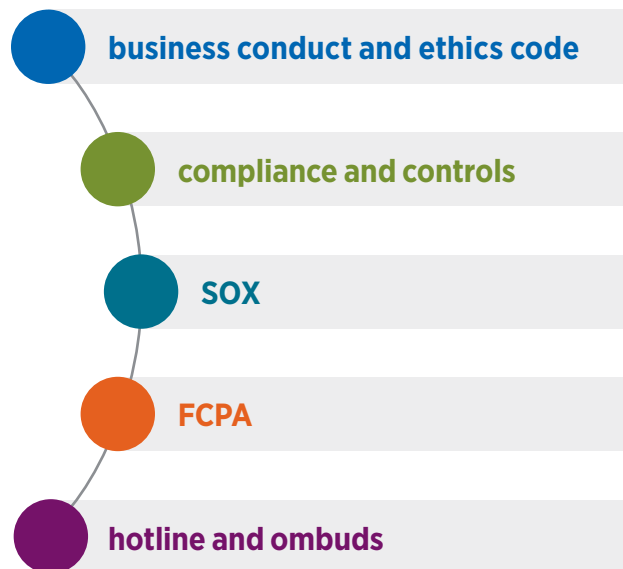 business conduct and ethics code
compliance and controls
SOX
FCPA
hotline and ombuds